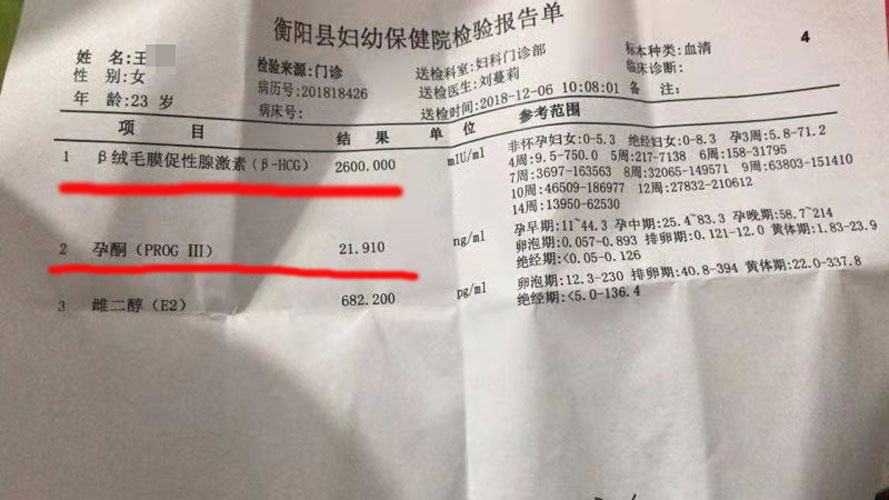 衡阳县妇幼保健院检验报告单
4
姓 名:王
检验来源:门诊
送检科室:妇科门诊部
标本种类:血清
性 别:女
病历号:201818426
送检医生:刘蔓莉
临床诊断:
年 龄:23 岁
病床号:
送检时间:2018-12-06 10:08:01
备 注:
项 目 结 果 单 位 参考范围
1 β绒毛膜促性腺激素(β-HCG) 2600.000 mIU/ml 非怀孕妇女:0-5.3 绝经妇女:0-8.3 孕3周:5.8-71.2
4周:9.5-750.0 5周:217-7138 6周:158-31795
7周:3697-163563 8周:32065-149571 9周:63803-151410
10周:46509-186977 12周:27832-210612
14周:13950-62530
2 孕酮(PROG III) 21.910 ng/ml 孕早期:11~44.3 孕中期:25.4~83.3 孕晚期:58.7~214
卵泡期:0.057-0.893 排卵期:0.121-12.0 黄体期:1.83-23.9
绝经期:<0.05-0.126
3 雌二醇(E2) 682.200 pg/ml 卵泡期:12.3-230 排卵期:40.8-394 黄体期:22.0-337.8
绝经期:<5.0-136.4